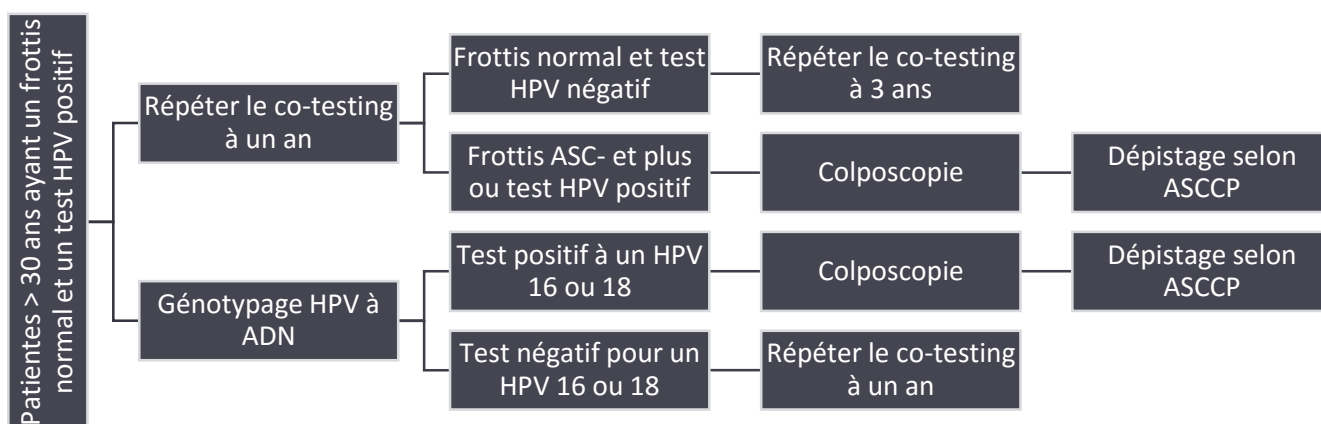 Patientes > 30 ans ayant un frottis
normal et un test HPV positif
Répéter le co-testing
à un an
Frottis normal et test
HPV négatif
Répéter le co-testing
à 3 ans
Frottis ASC- et plus
ou test HPV positif
Colposcopie
Dépistage selon
ASCCP
Génotypage HPV à
ADN
Test positif à un HPV
16 ou 18
Colposcopie
Dépistage selon
ASCCP
Test négatif pour un
HPV 16 ou 18
Répéter le co-testing
à un an